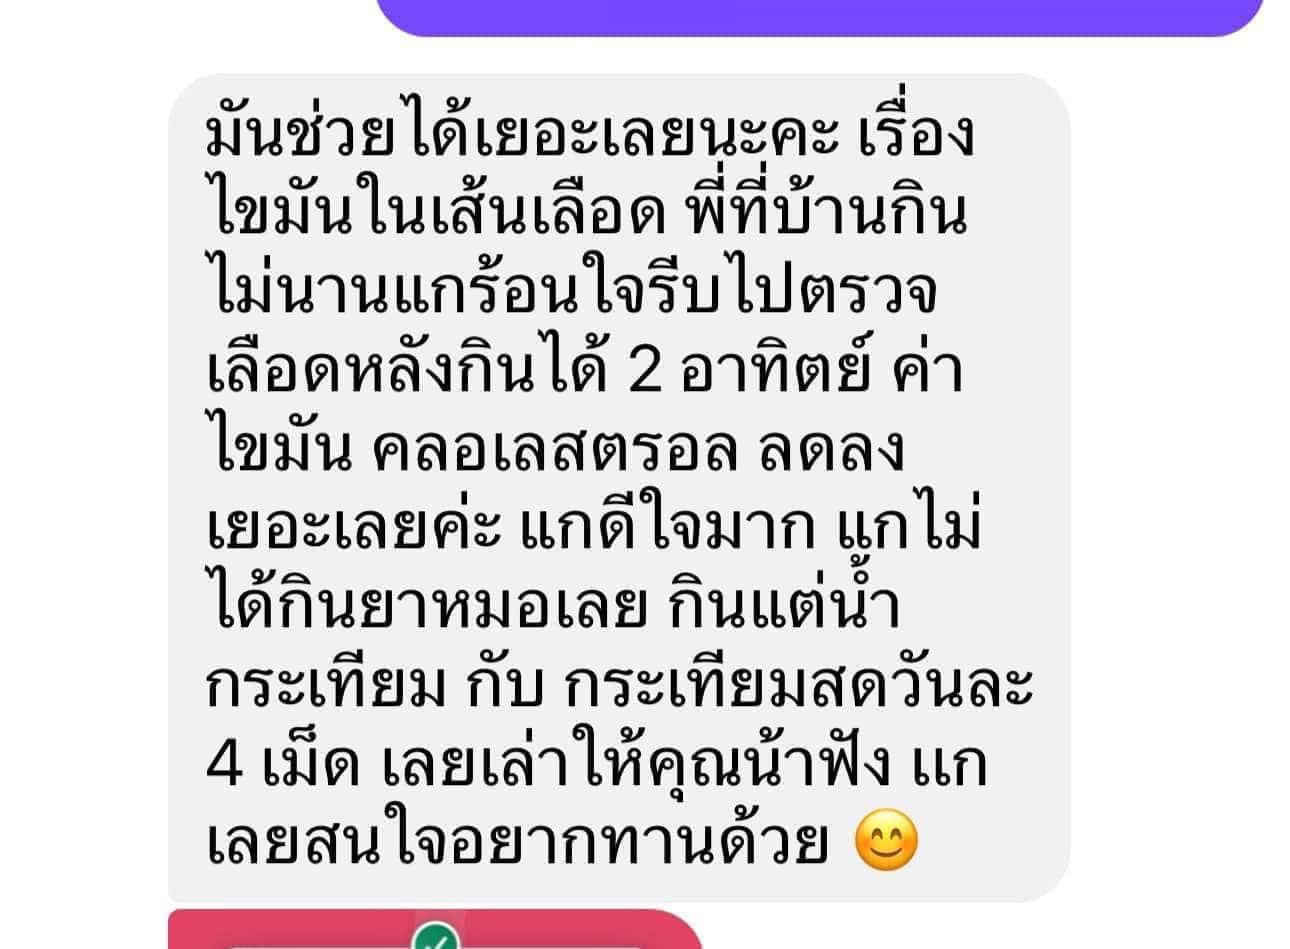 มันช่วยได้เยอะเลยนะคะ เรื่อง
ไขมันในเส้นเลือด พี่ที่บ้านกิน
ไม่นานแกร้อนใจรีบไปตรวจ
เลือดหลังกินได้ 2 อาทิตย์ ค่า
ไขมัน คลอเลสตรอล ลดลง
เยอะเลยค่ะ แกดีใจมาก แกไม่
ได้กินยาหมอเลย กินแต่น้ำ
กระเทียม กับ กระเทียมสดวันละ
4 เม็ด เลยเล่าให้คุณน้าฟัง แก
เลยสนใจอยากทานด้วย 😊